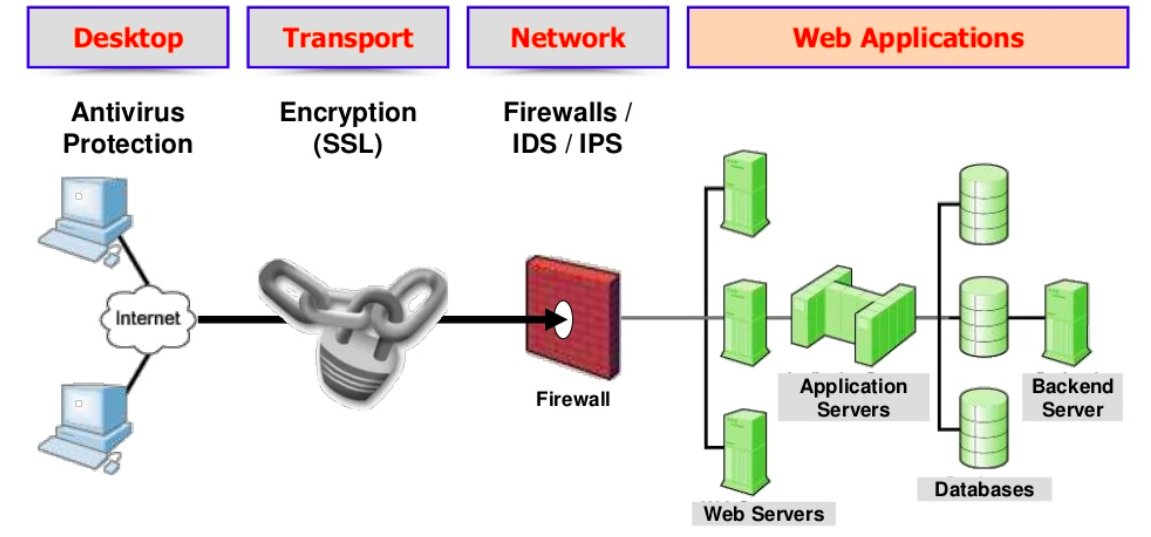 Desktop
Transport
Network
Web Applications
Antivirus
Protection
Encryption
(SSL)
Firewalls /
IDS / IPS
Internet
Firewall
Application
Servers
Backend
Server
Databases
Web Servers